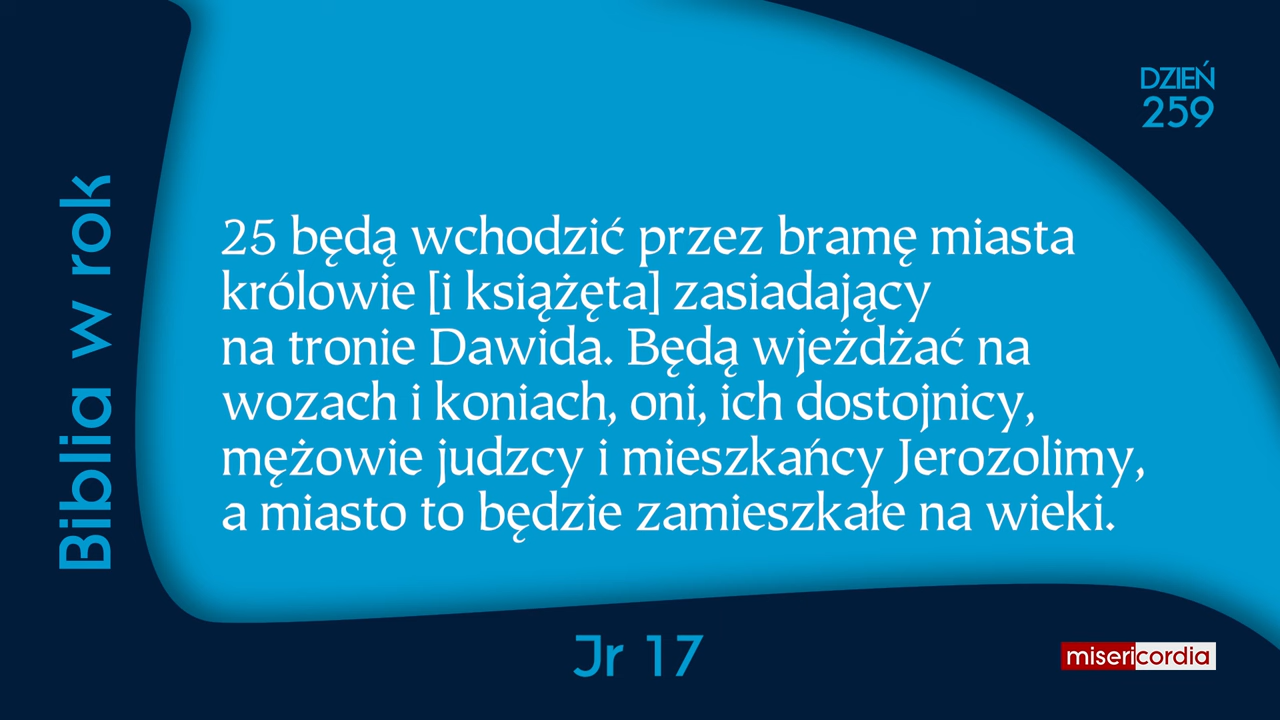 DZIEŃ
259
Biblia w rok
25 będą wchodzić przez bramę miasta
królowie [i książęta] zasiadający
na tronie Dawida. Będą wjeżdżać na
wozach i koniach, oni, ich dostojnicy,
mężowie judzcy i mieszkańcy Jerozolimy,
a miasto to będzie zamieszkałe na wieki.
Jr 17
misericordia